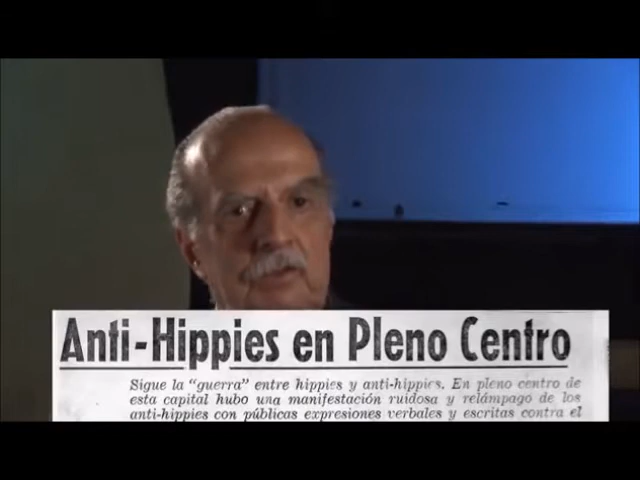 Anti-Hippies en Pleno Centro
Sigue la "guerra" entre hippies y anti-hippies. En pleno centro de
esta capital hubo una manifestación ruidosa y relámpago de los
anti-hippies con públicas expresiones verbales y escritas contra el